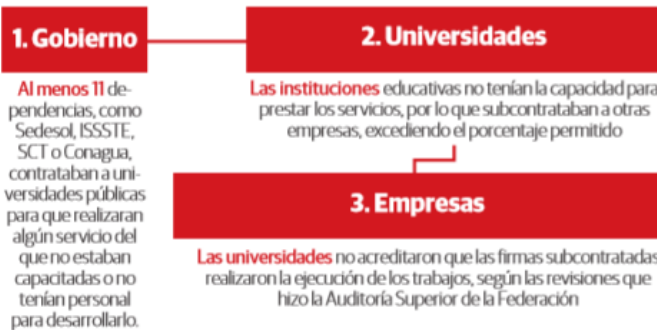 1. Gobierno
Al menos 11 de-
pendencias, como
Sedesol, ISSSTE,
SCT o Conagua,
contrataban a uni-
versidades públicas
para que realizaran
algún servicio del
que no estaban
capacitadas o no
tenían personal
para desarrollarlo.
2. Universidades
Las instituciones educativas no tenían la capacidad para
prestar los servicios, por lo que subcontrataban a otras
empresas, excediendo el porcentaje permitido
3. Empresas
Las universidades no acreditaron que las firmas subcontratadas
realizaron la ejecución de los trabajos, según las revisiones que
hizo la Auditoría Superior de la Federación